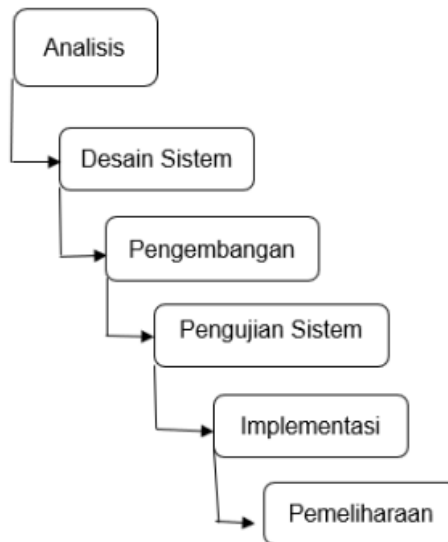 Analisis
Desain Sistem
Pengembangan
Pengujian Sistem
Implementasi
Pemeliharaan